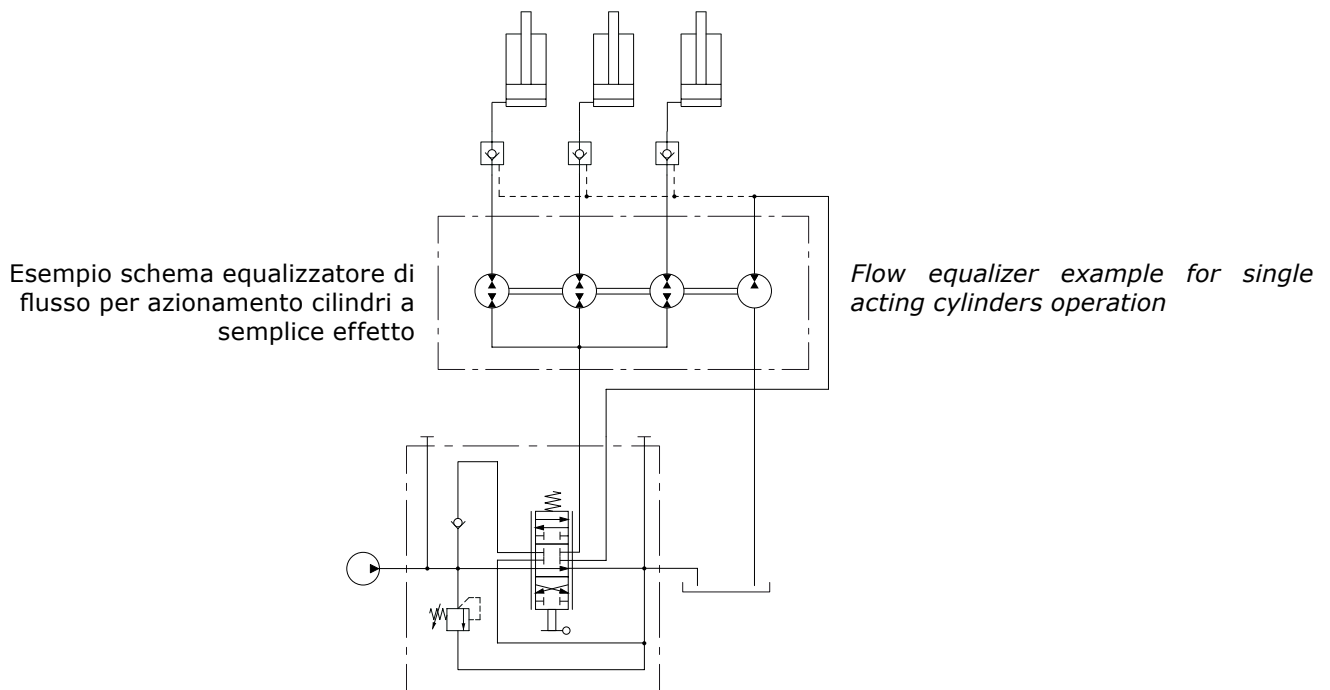 Esempio schema equalizzatore di
flusso per azionamento cilindri a
semplice effetto
Flow equalizer example for single
acting cylinders operation